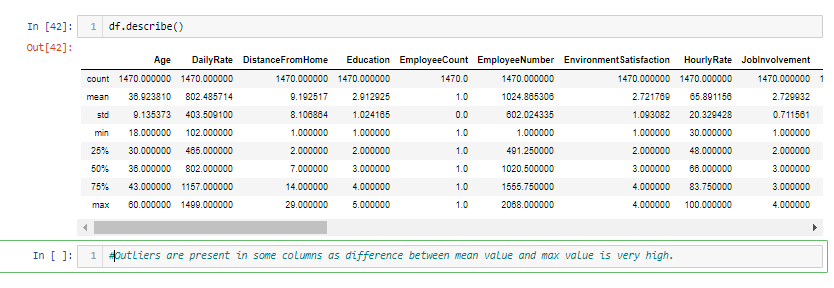 In [42]: 1 df.describe()
Out[42]:
Age DailyRate DistanceFromHome Education EmployeeCount EmployeeNumber EnvironmentSatisfaction HourlyRate JobInvolvement
count 1470.000000 1470.000000 1470.000000 1470.000000 1470.0 1470.000000 1470.000000 1470.000000 1470.000000 1
mean 36.923810 802.485714 9.192517 2.912925 1.0 1024.865306 2.721769 65.891156 2.729932
std 9.135373 403.509100 8.106864 1.024165 0.0 602.024335 1.093082 20.329428 0.711561
min 18.000000 102.000000 1.000000 1.000000 1.0 1.000000 1.000000 30.000000 1.000000
25% 30.000000 465.000000 2.000000 2.000000 1.0 491.250000 2.000000 48.000000 2.000000
50% 36.000000 802.000000 7.000000 3.000000 1.0 1020.500000 3.000000 66.000000 3.000000
75% 43.000000 1157.000000 14.000000 4.000000 1.0 1555.750000 4.000000 83.750000 3.000000
max 60.000000 1499.000000 29.000000 5.000000 1.0 2068.000000 4.000000 100.000000 4.000000
In [ ]: 1 #Outliers are present in some columns as difference between mean value and max value is very high.